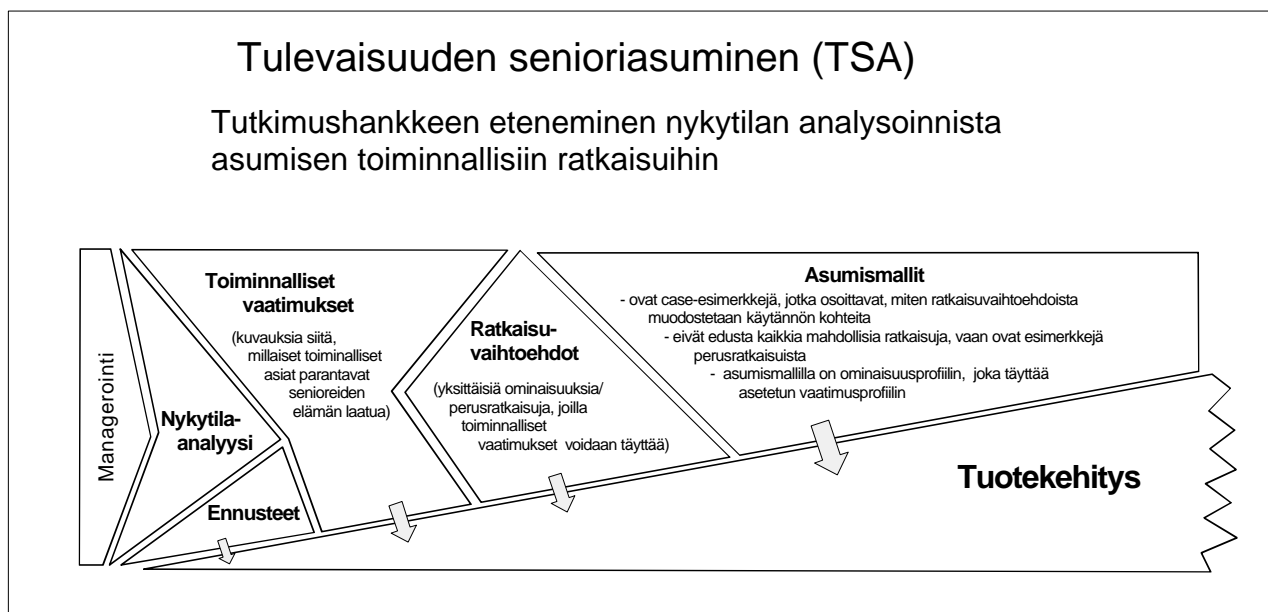 Tulevaisuuden senioriasuminen (TSA)
Tutkimushankkeen eteneminen nykytilan analysoinnista
asumisen toiminnallisiin ratkaisuihin
Managerointi
Nykytila-
analyysi
Ennusteet
Toiminnalliset
vaatimukset
(kuvauksia siitä,
millaiset toiminalliset
asiat parantavat
senioreiden
elämän laatua)
Ratkaisu-
vaihtoehdot
(yksittäisiä ominaisuuksia/
perusratkaisuja, joilla
toiminnalliset
vaatimukset voidaan täyttää)
Asumismallit
- ovat case-esimerkkejä, jotka osoittavat, miten ratkaisuvaihtoehdoista
muodostetaan käytännön kohteita
- eivät edusta kaikkia mahdollisia ratkaisuja, vaan ovat esimerkkejä
perusratkaisuista
- asumismallilla on ominaisuusprofiilin, joka täyttää
asetetun vaatimusprofiilin
Tuotekehitys